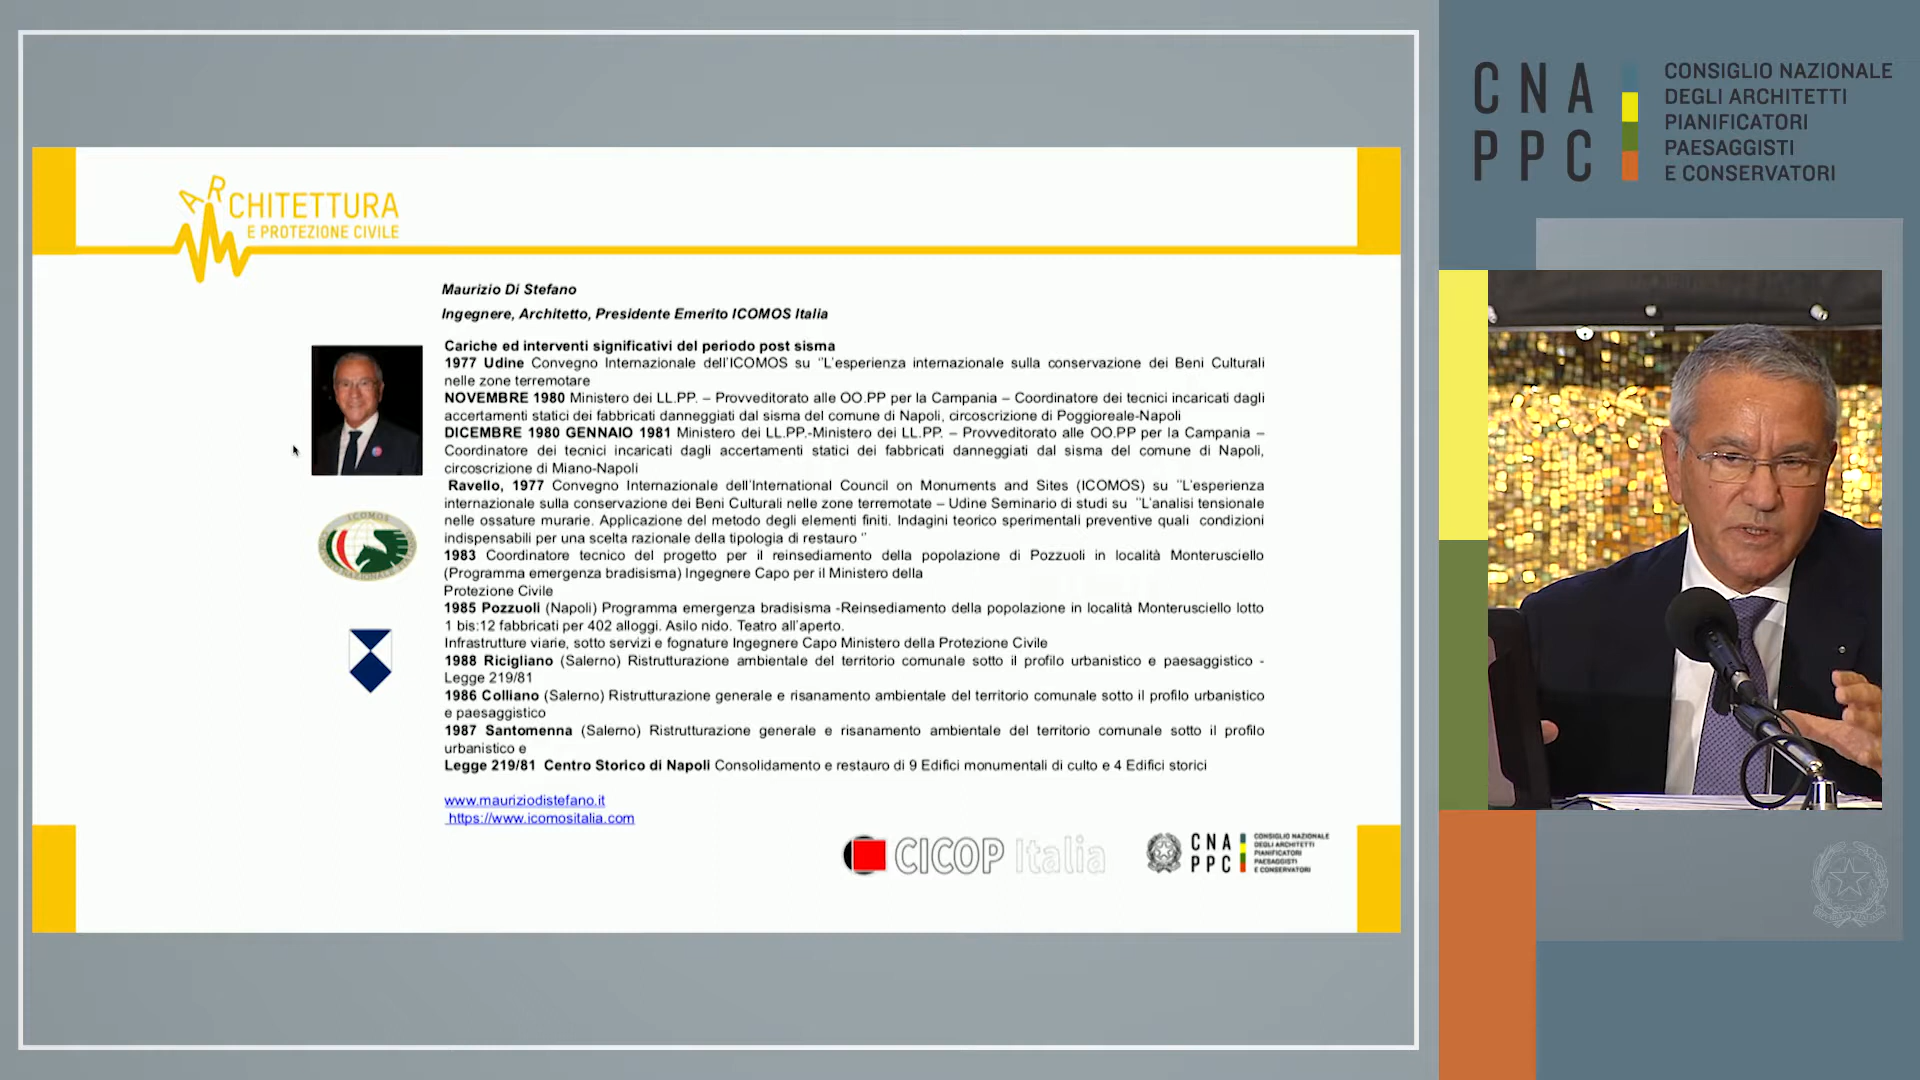 ARCHITETTURA
E PROTEZIONE CIVILE
Maurizio Di Stefano
Ingegnere, Architetto, Presidente Emerito ICOMOS Italia
Cariche ed interventi significativi del periodo post sisma
1977 Udine Convegno Internazionale dell'ICOMOS su "L'esperienza internazionale sulla conservazione dei Beni Culturali
nelle zone terremotare
NOVEMBRE 1980 Ministero dei LL.PP. – Provveditorato alle OO.PP per la Campania – Coordinatore dei tecnici incaricati dagli
accertamenti statici dei fabbricati danneggiati dal sisma del comune di Napoli, circoscrizione di Poggioreale-Napoli
DICEMBRE 1980 GENNAIO 1981 Ministero dei LL.PP.-Ministero dei LL.PP. – Provveditorato alle OO.PP per la Campania –
Coordinatore dei tecnici incaricati dagli accertamenti statici dei fabbricati danneggiati dal sisma del comune di Napoli,
circoscrizione di Miano-Napoli
Ravello, 1977 Convegno Internazionale dell'International Council on Monuments and Sites (ICOMOS) su "L'esperienza
internazionale sulla conservazione dei Beni Culturali nelle zone terremotate – Udine Seminario di studi su "L'analisi tensionale
nelle ossature murarie. Applicazione del metodo degli elementi finiti. Indagini teorico sperimentali preventive quali condizioni
indispensabili per una scelta razionale della tipologia di restauro "
1983 Coordinatore tecnico del progetto per il reinsediamento della popolazione di Pozzuoli in località Monterusciello
(Programma emergenza bradisisma) Ingegnere Capo per il Ministero della
Protezione Civile
1985 Pozzuoli (Napoli) Programma emergenza bradisisma -Reinsediamento della popolazione in località Monterusciello lotto
1 bis:12 fabbricati per 402 alloggi. Asilo nido. Teatro all'aperto.
Infrastrutture viarie, sotto servizi e fognature Ingegnere Capo Ministero della Protezione Civile
1988 Ricigliano (Salerno) Ristrutturazione ambientale del territorio comunale sotto il profilo urbanistico e paesaggistico -
Legge 219/81
1986 Colliano (Salerno) Ristrutturazione generale e risanamento ambientale del territorio comunale sotto il profilo urbanistico
e paesaggistico
1987 Santomenna (Salerno) Ristrutturazione generale e risanamento ambientale del territorio comunale sotto il profilo
urbanistico e
Legge 219/81 Centro Storico di Napoli Consolidamento e restauro di 9 Edifici monumentali di culto e 4 Edifici storici
www.mauriziodistefano.it
https://www.icomositalia.com
ICOMOS
CICOP Italia
CNA
PPC
CONSIGLIO NAZIONALE
DEGLI ARCHITETTI
PIANIFICATORI
PAESAGGISTI
E CONSERVATORI
CNA
PPC
CONSIGLIO NAZIONALE
DEGLI ARCHITETTI
PIANIFICATORI
PAESAGGISTI
E CONSERVATORI